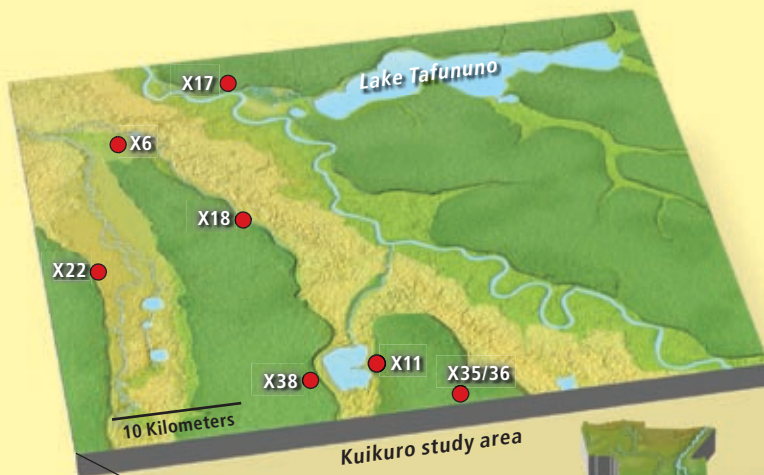 Lake Tafununo
X17
X6
X18
X22
X11
X35/36
X38
10 Kilometers
Kuikuro study area